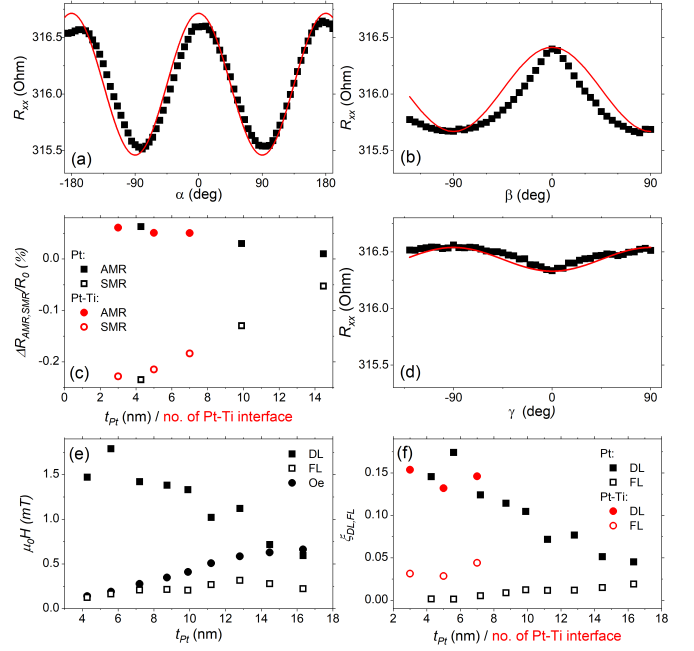 316.5
316.0
315.5
R_xx (Ohm)
(a)
-180 -90 0 90 180
α (deg)
316.5
316.0
315.5
R_xx (Ohm)
(b)
-90 0 90
β (deg)
0.0
-0.1
-0.2
ΔR_AMR,SMR/R_0 (%)
Pt:
AMR
SMR
Pt-Ti:
AMR
SMR
(c)
0 2 4 6 8 10 12 14
t_Pt (nm) / no. of Pt-Ti interface
316.5
316.0
315.5
R_xx (Ohm)
(d)
-90 0 90
γ (deg)
(e)
DL
FL
Oe
1.5
1.0
0.5
0.0
μ_0H (mT)
4 6 8 10 12 14 16
t_Pt (nm)
(f)
Pt:
DL
FL
Pt-Ti:
DL
FL
0.15
0.10
0.05
0.00
ξ_DL,FL
2 4 6 8 10 12 14 16
t_Pt (nm) / no. of Pt-Ti interface